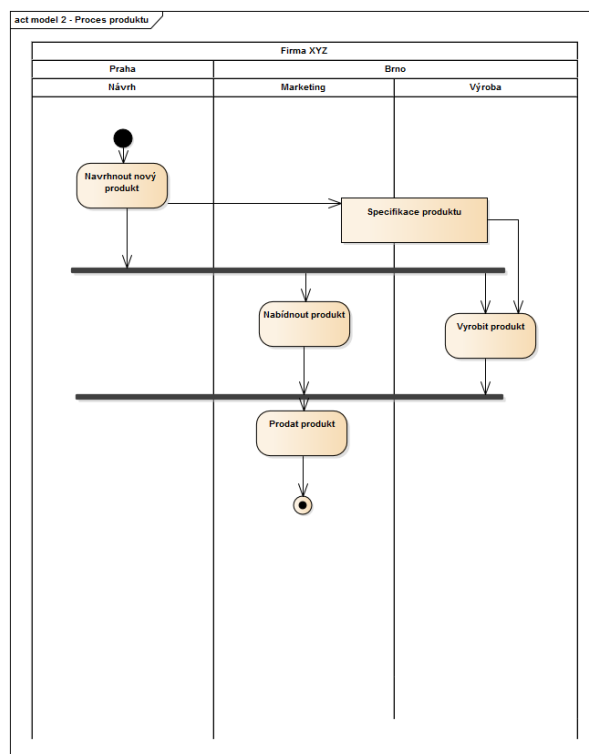 act model 2 - Proces produktu
Firma XYZ
Praha
Brno
Návrh
Marketing
Výroba
Navrhnout nový
produkt
Specifikace produktu
Nabídnout produkt
Vyrobit produkt
Prodat produkt